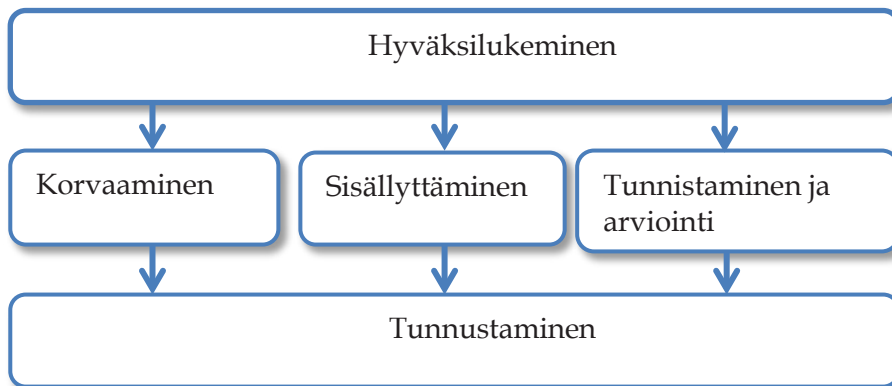 Hyväksilukeminen
Korvaaminen
Sisällyttäminen
Tunnistaminen ja
arviointi
Tunnustaminen